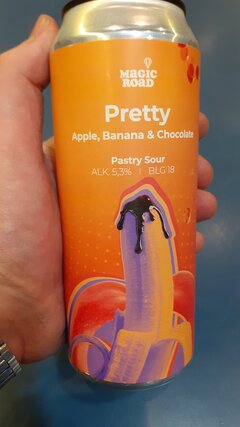 MAGIC
ROAD
Pretty
Apple, Banana & Chocolate
Pastry Sour
ALK. 5,3% | BLG 18